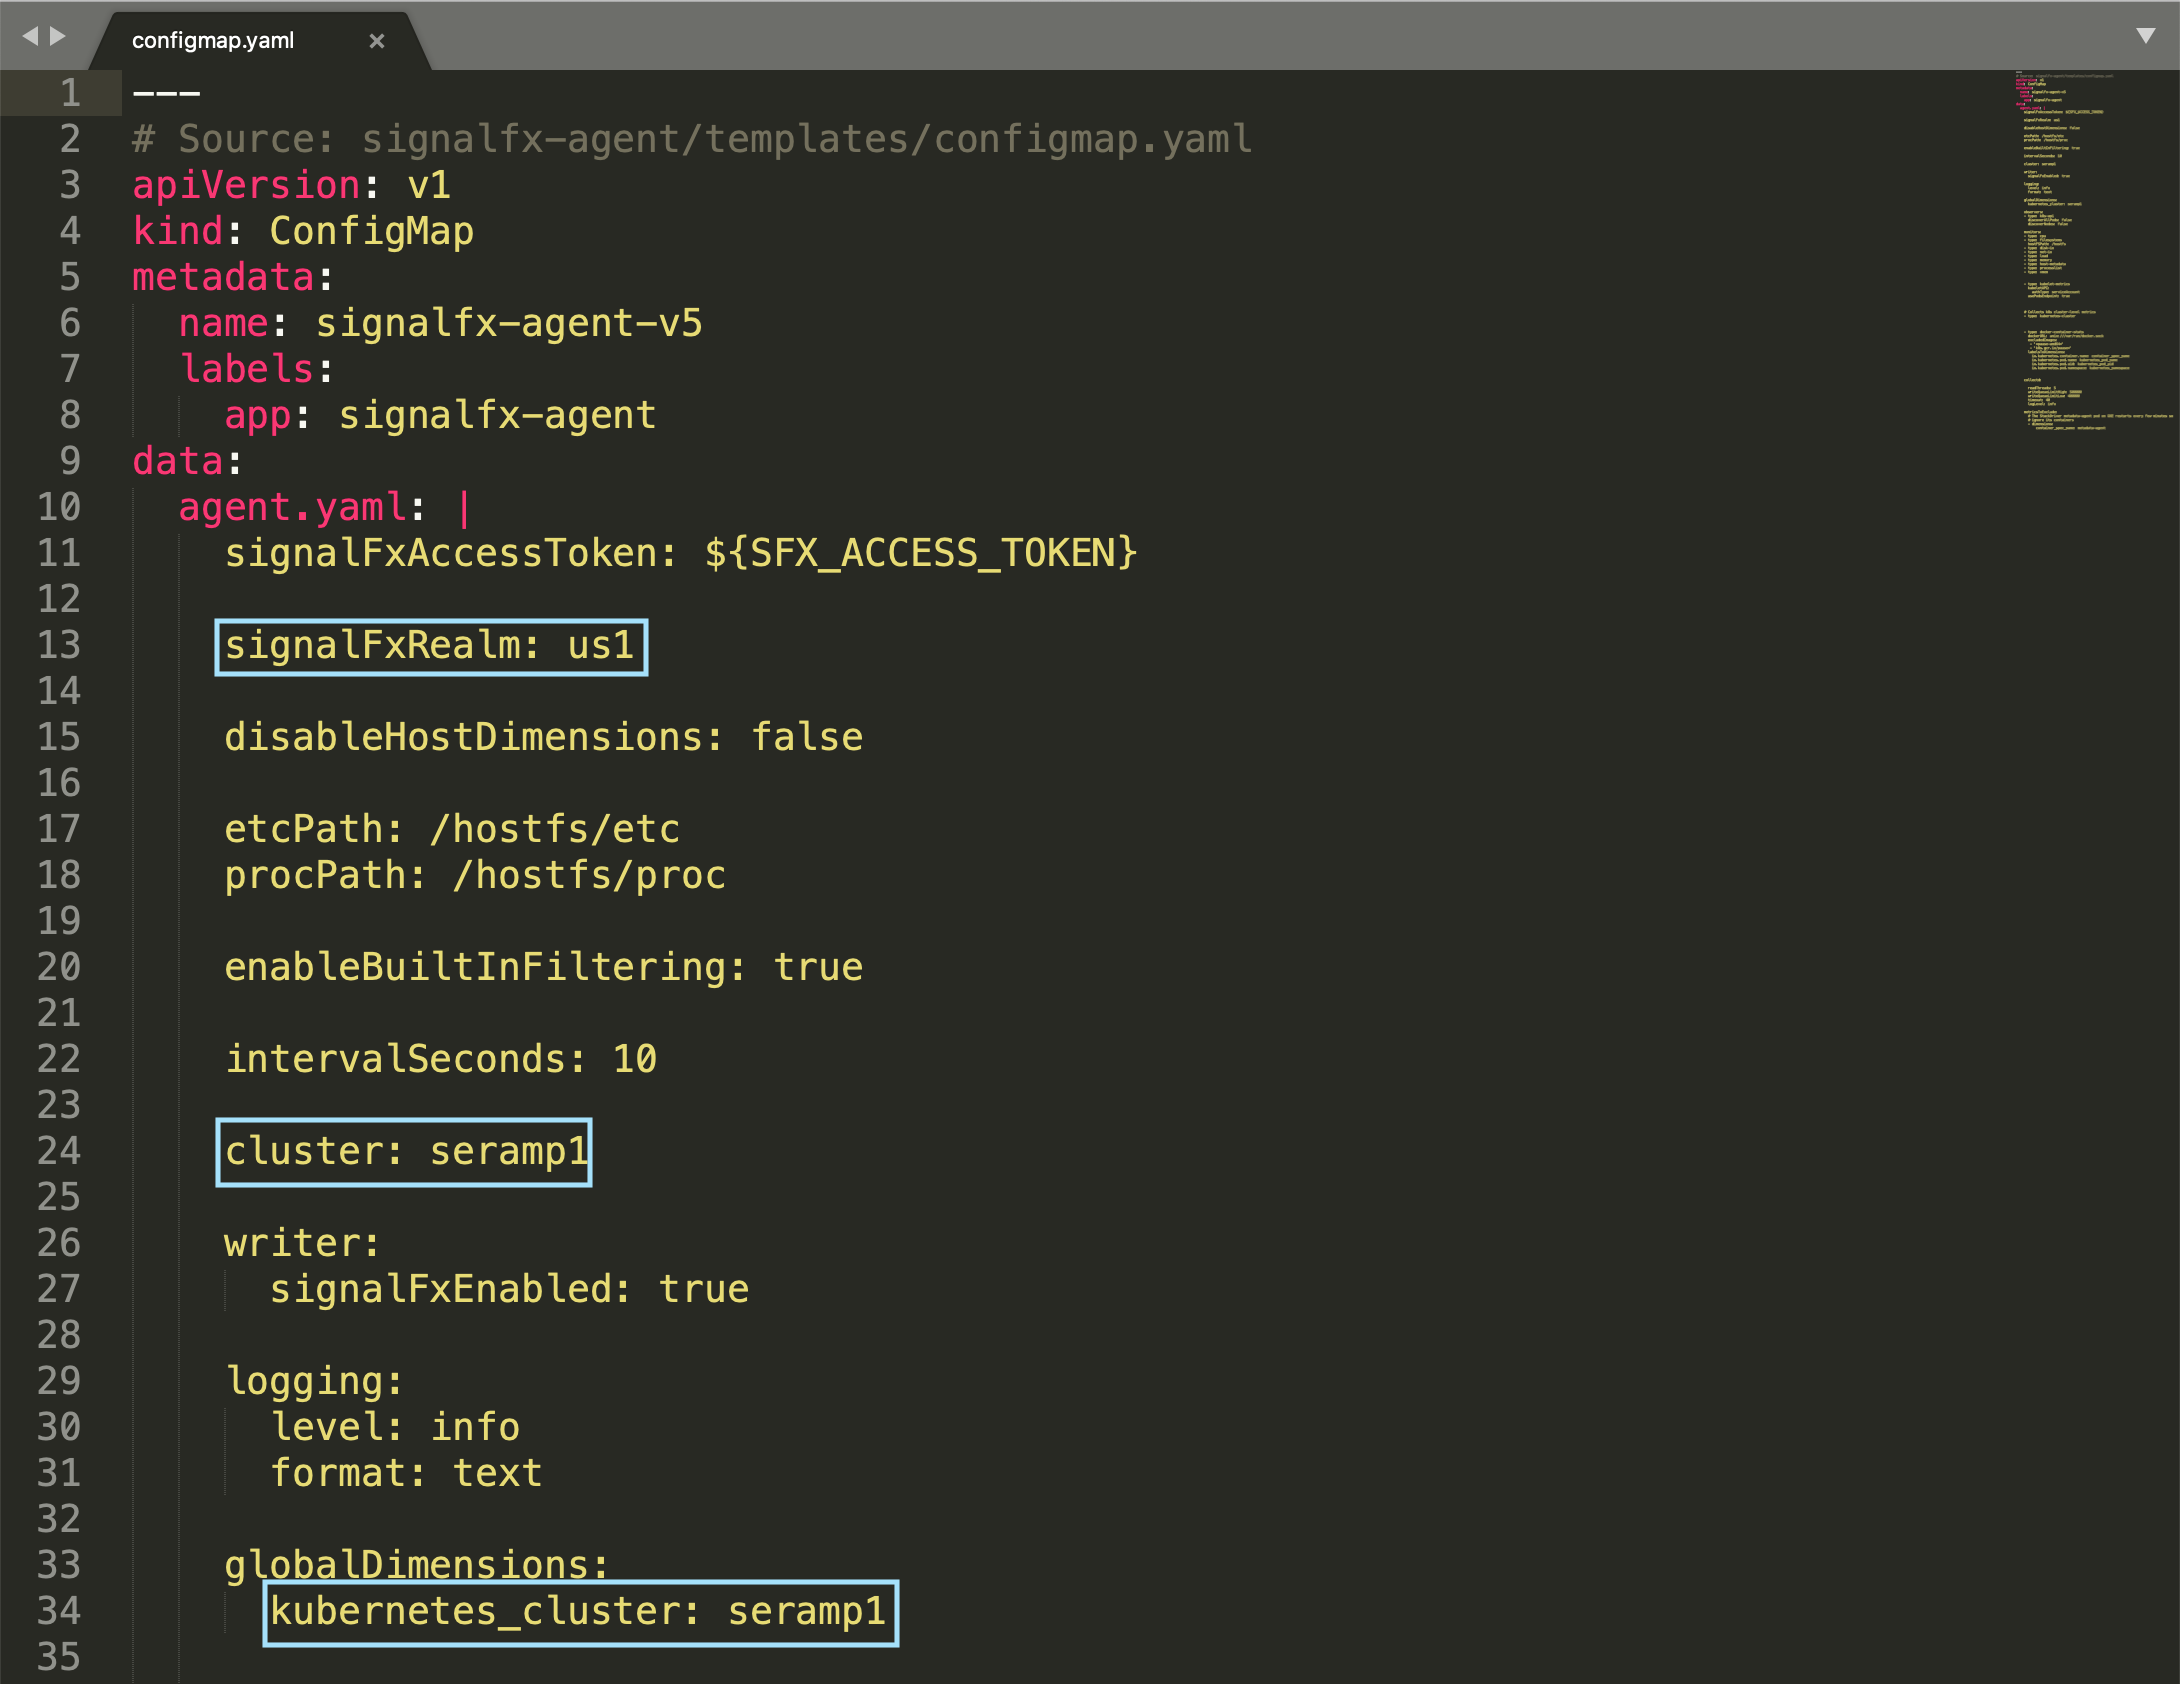 configmap.yaml ×
1 ---
2 # Source: signalfx-agent/templates/configmap.yaml
3 apiVersion: v1
4 kind: ConfigMap
5 metadata:
6   name: signalfx-agent-v5
7   labels:
8     app: signalfx-agent
9 data:
10   agent.yaml: |
11     signalFxAccessToken: ${SFX_ACCESS_TOKEN}
12
13     signalFxRealm: us1
14
15     disableHostDimensions: false
16
17     etcPath: /hostfs/etc
18     procPath: /hostfs/proc
19
20     enableBuiltInFiltering: true
21
22     intervalSeconds: 10
23
24     cluster: seramp1
25
26     writer:
27       signalFxEnabled: true
28
29     logging:
30       level: info
31       format: text
32
33     globalDimensions:
34       kubernetes_cluster: seramp1
35